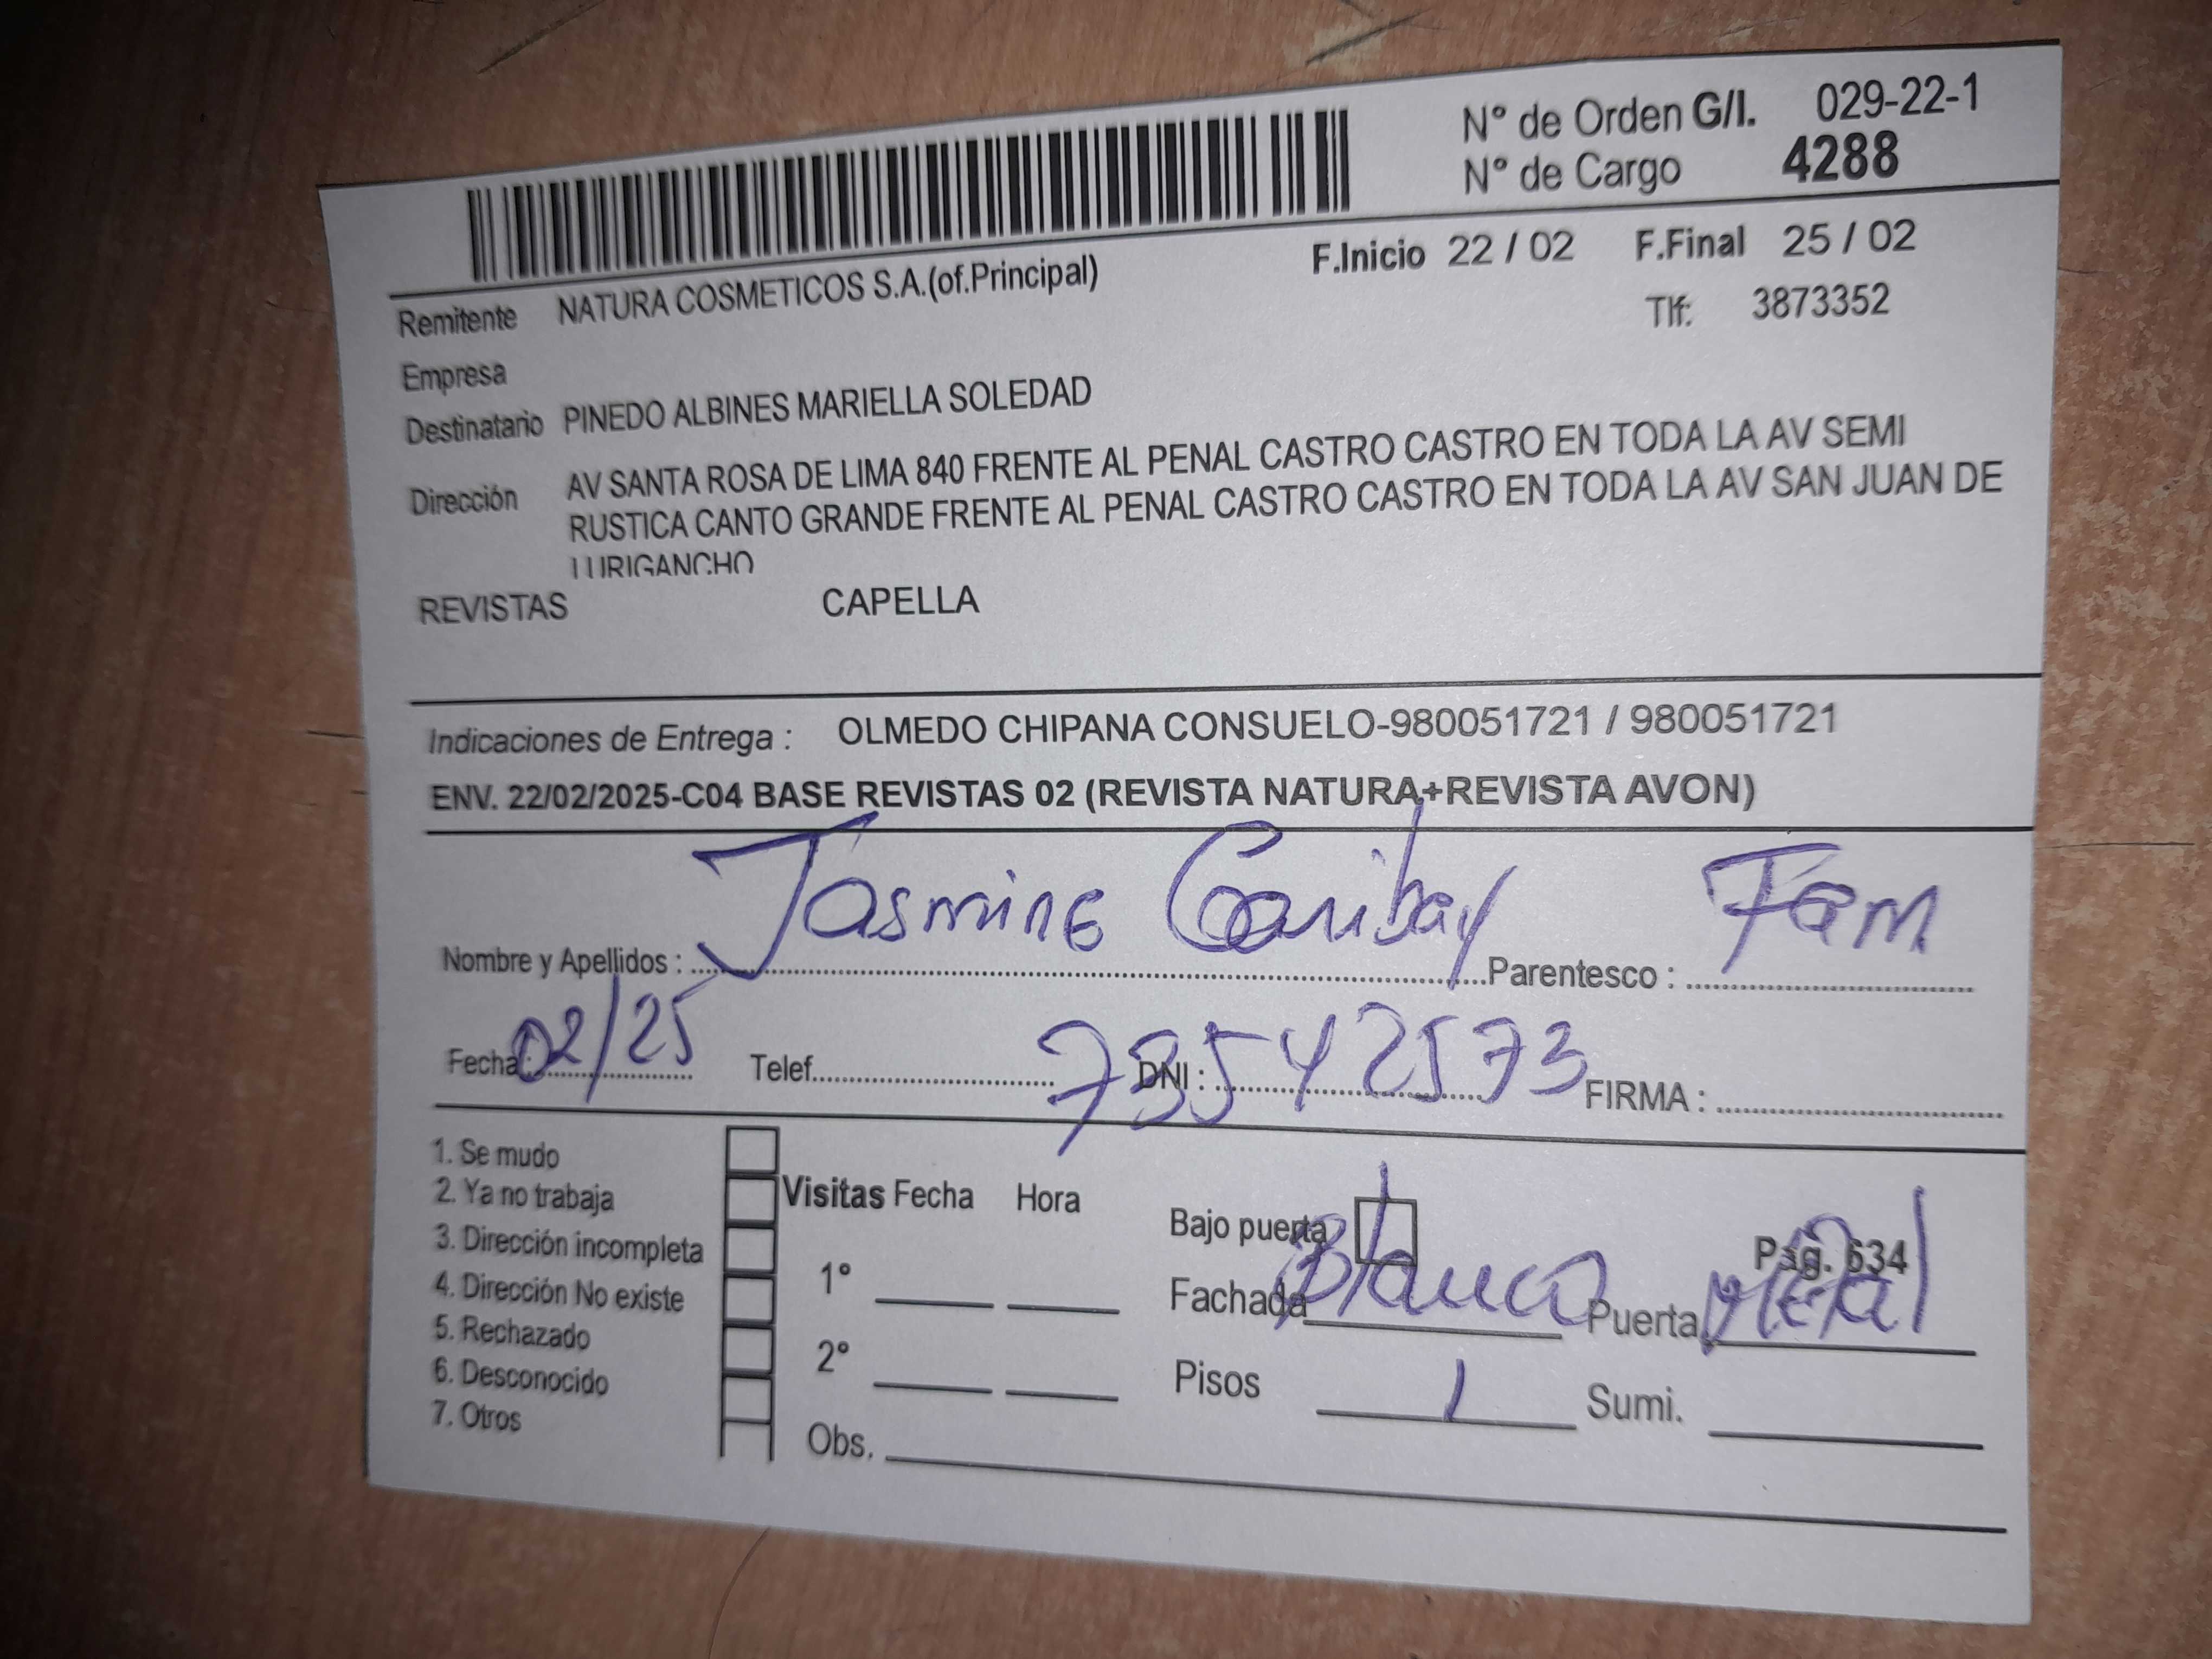 N° de Orden G/I. 029-22-1
N° de Cargo 4288
F.Inicio 22 / 02 F.Final 25 / 02
Remitente NATURA COSMETICOS S.A.(of.Principal)
Tlf: 3873352
Empresa
Destinatario PINEDO ALBINES MARIELLA SOLEDAD
Dirección AV SANTA ROSA DE LIMA 840 FRENTE AL PENAL CASTRO CASTRO EN TODA LA AV SEMI
RUSTICA CANTO GRANDE FRENTE AL PENAL CASTRO CASTRO EN TODA LA AV SAN JUAN DE
LURIGANCHO
REVISTAS CAPELLA
Indicaciones de Entrega : OLMEDO CHIPANA CONSUELO-980051721 / 980051721
ENV. 22/02/2025-C04 BASE REVISTAS 02 (REVISTA NATURA+REVISTA AVON)
Nombre y Apellidos : Jasmine Garibay Parentesco : Fam
Fecha: 02/25 Telef. DNI : 73542573 FIRMA :
1. Se mudo
2. Ya no trabaja
3. Dirección incompleta
4. Dirección No existe
5. Rechazado
6. Desconocido
7. Otros
Visitas Fecha Hora
1°
2°
Obs.
Bajo puerta Pag. 634
Fachada Blanco Puerta Metal
Pisos 1 Sumi.